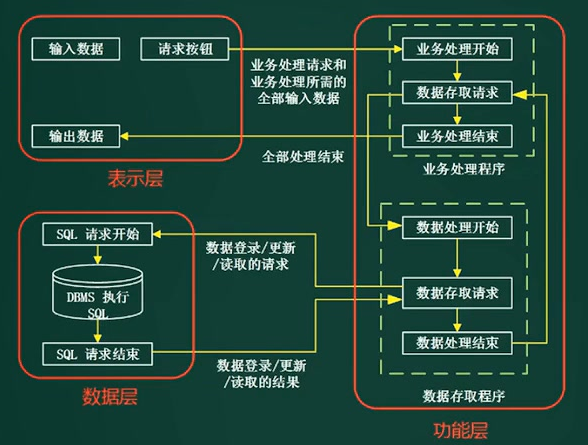 输入数据
请求按钮
业务处理请求和
业务处理所需的
全部输入数据
输出数据
全部处理结束
表示层
业务处理开始
数据存取请求
业务处理结束
业务处理程序
SQL 请求开始
DBMS 执行
SQL
SQL 请求结束
数据层
数据登录/更新
/读取的请求
数据登录/更新
/读取的结果
数据处理开始
数据存取请求
数据处理结束
数据存取程序
功能层